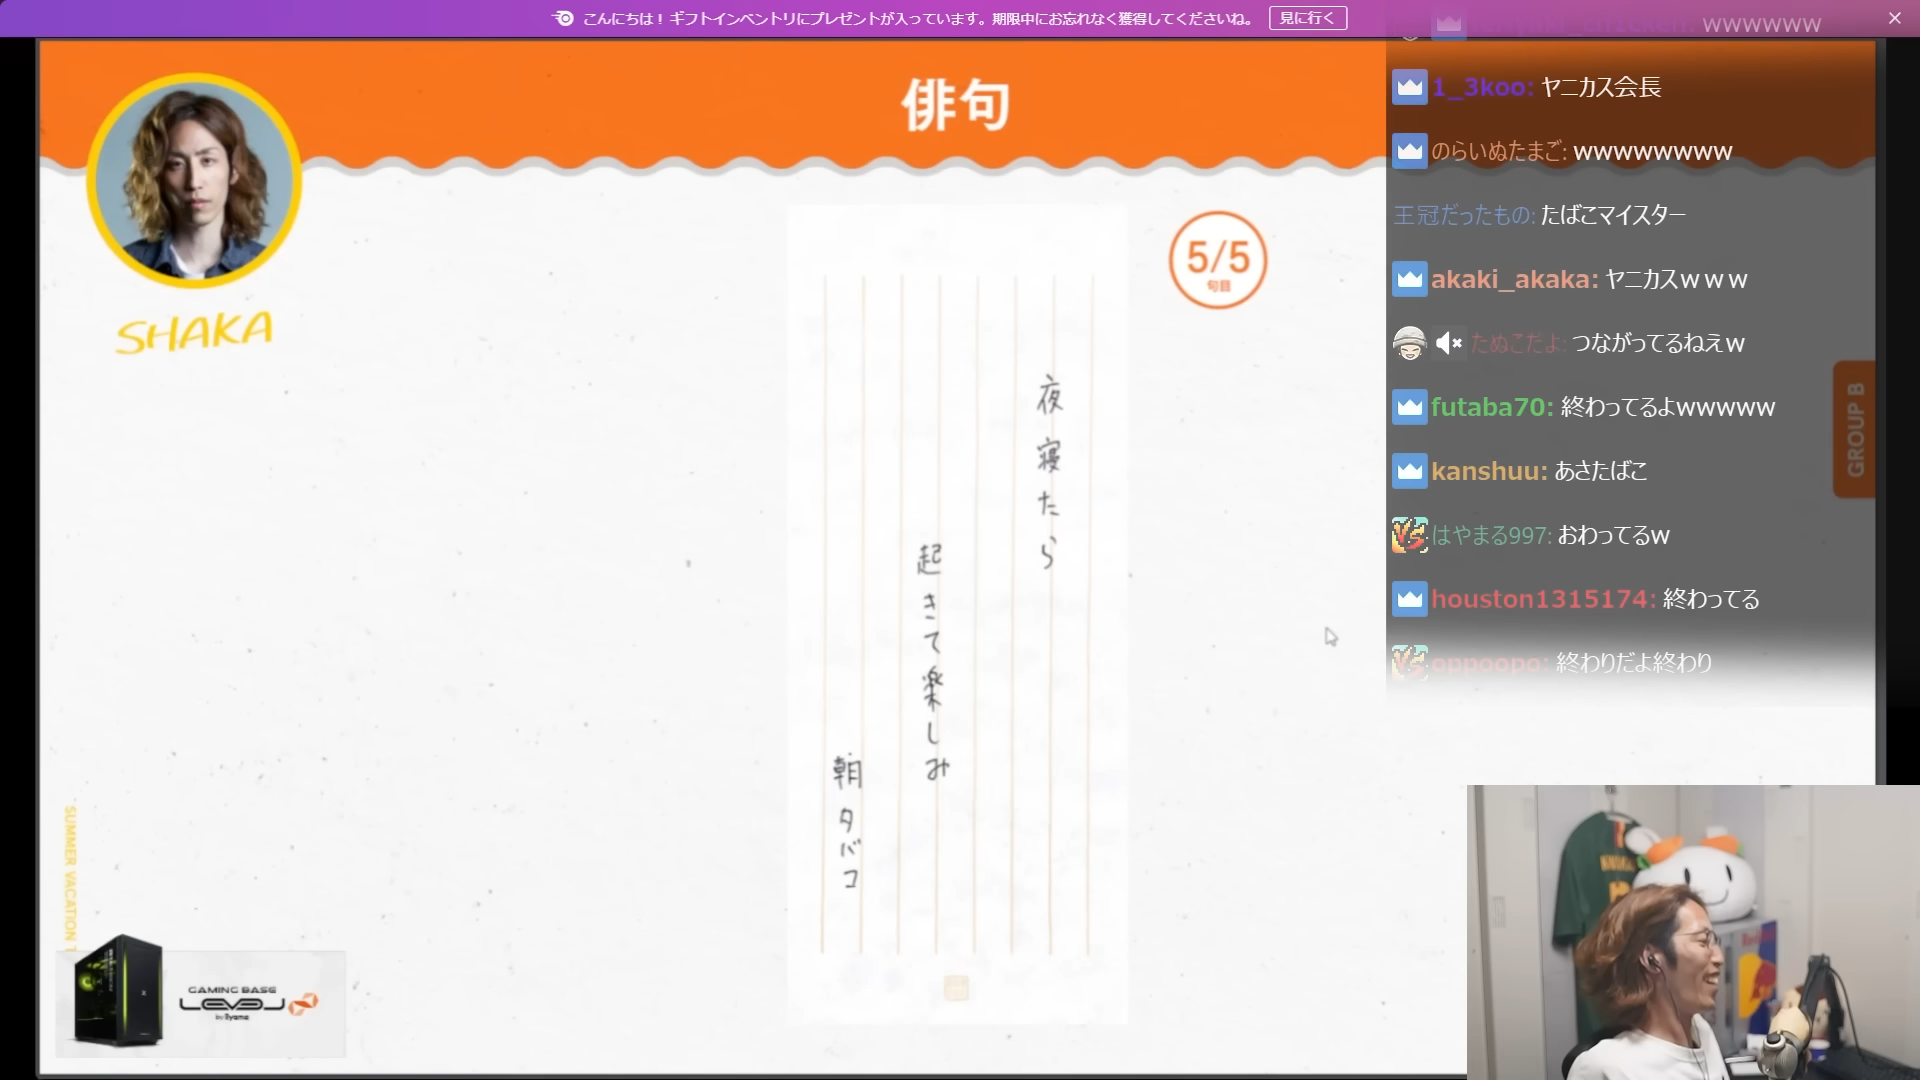 こんにちは！ギフトインベントリにプレゼントが入っています。期限中にお忘れなく獲得してくださいね。
見に行く
俳句
SHAKA
5/5
句目
夜寝たら
起きて楽しみ
朝タバコ
wwwwww
1_3koo: ヤニカス会長
のらいぬたまご: wwwwwwww
王冠だったもの: たばこマイスター
akaki_akaka: ヤニカスｗｗｗ
たぬこだよ: つながってるねえw
futaba70: 終わってるよwwwww
kanshuu: あさたばこ
はやまる997: おわってるw
houston1315174: 終わってる
oppoopo: 終わりだよ終わり
GROUP B
SUMMER VACATION
GAMING BASE
LEVEL
by iiyama